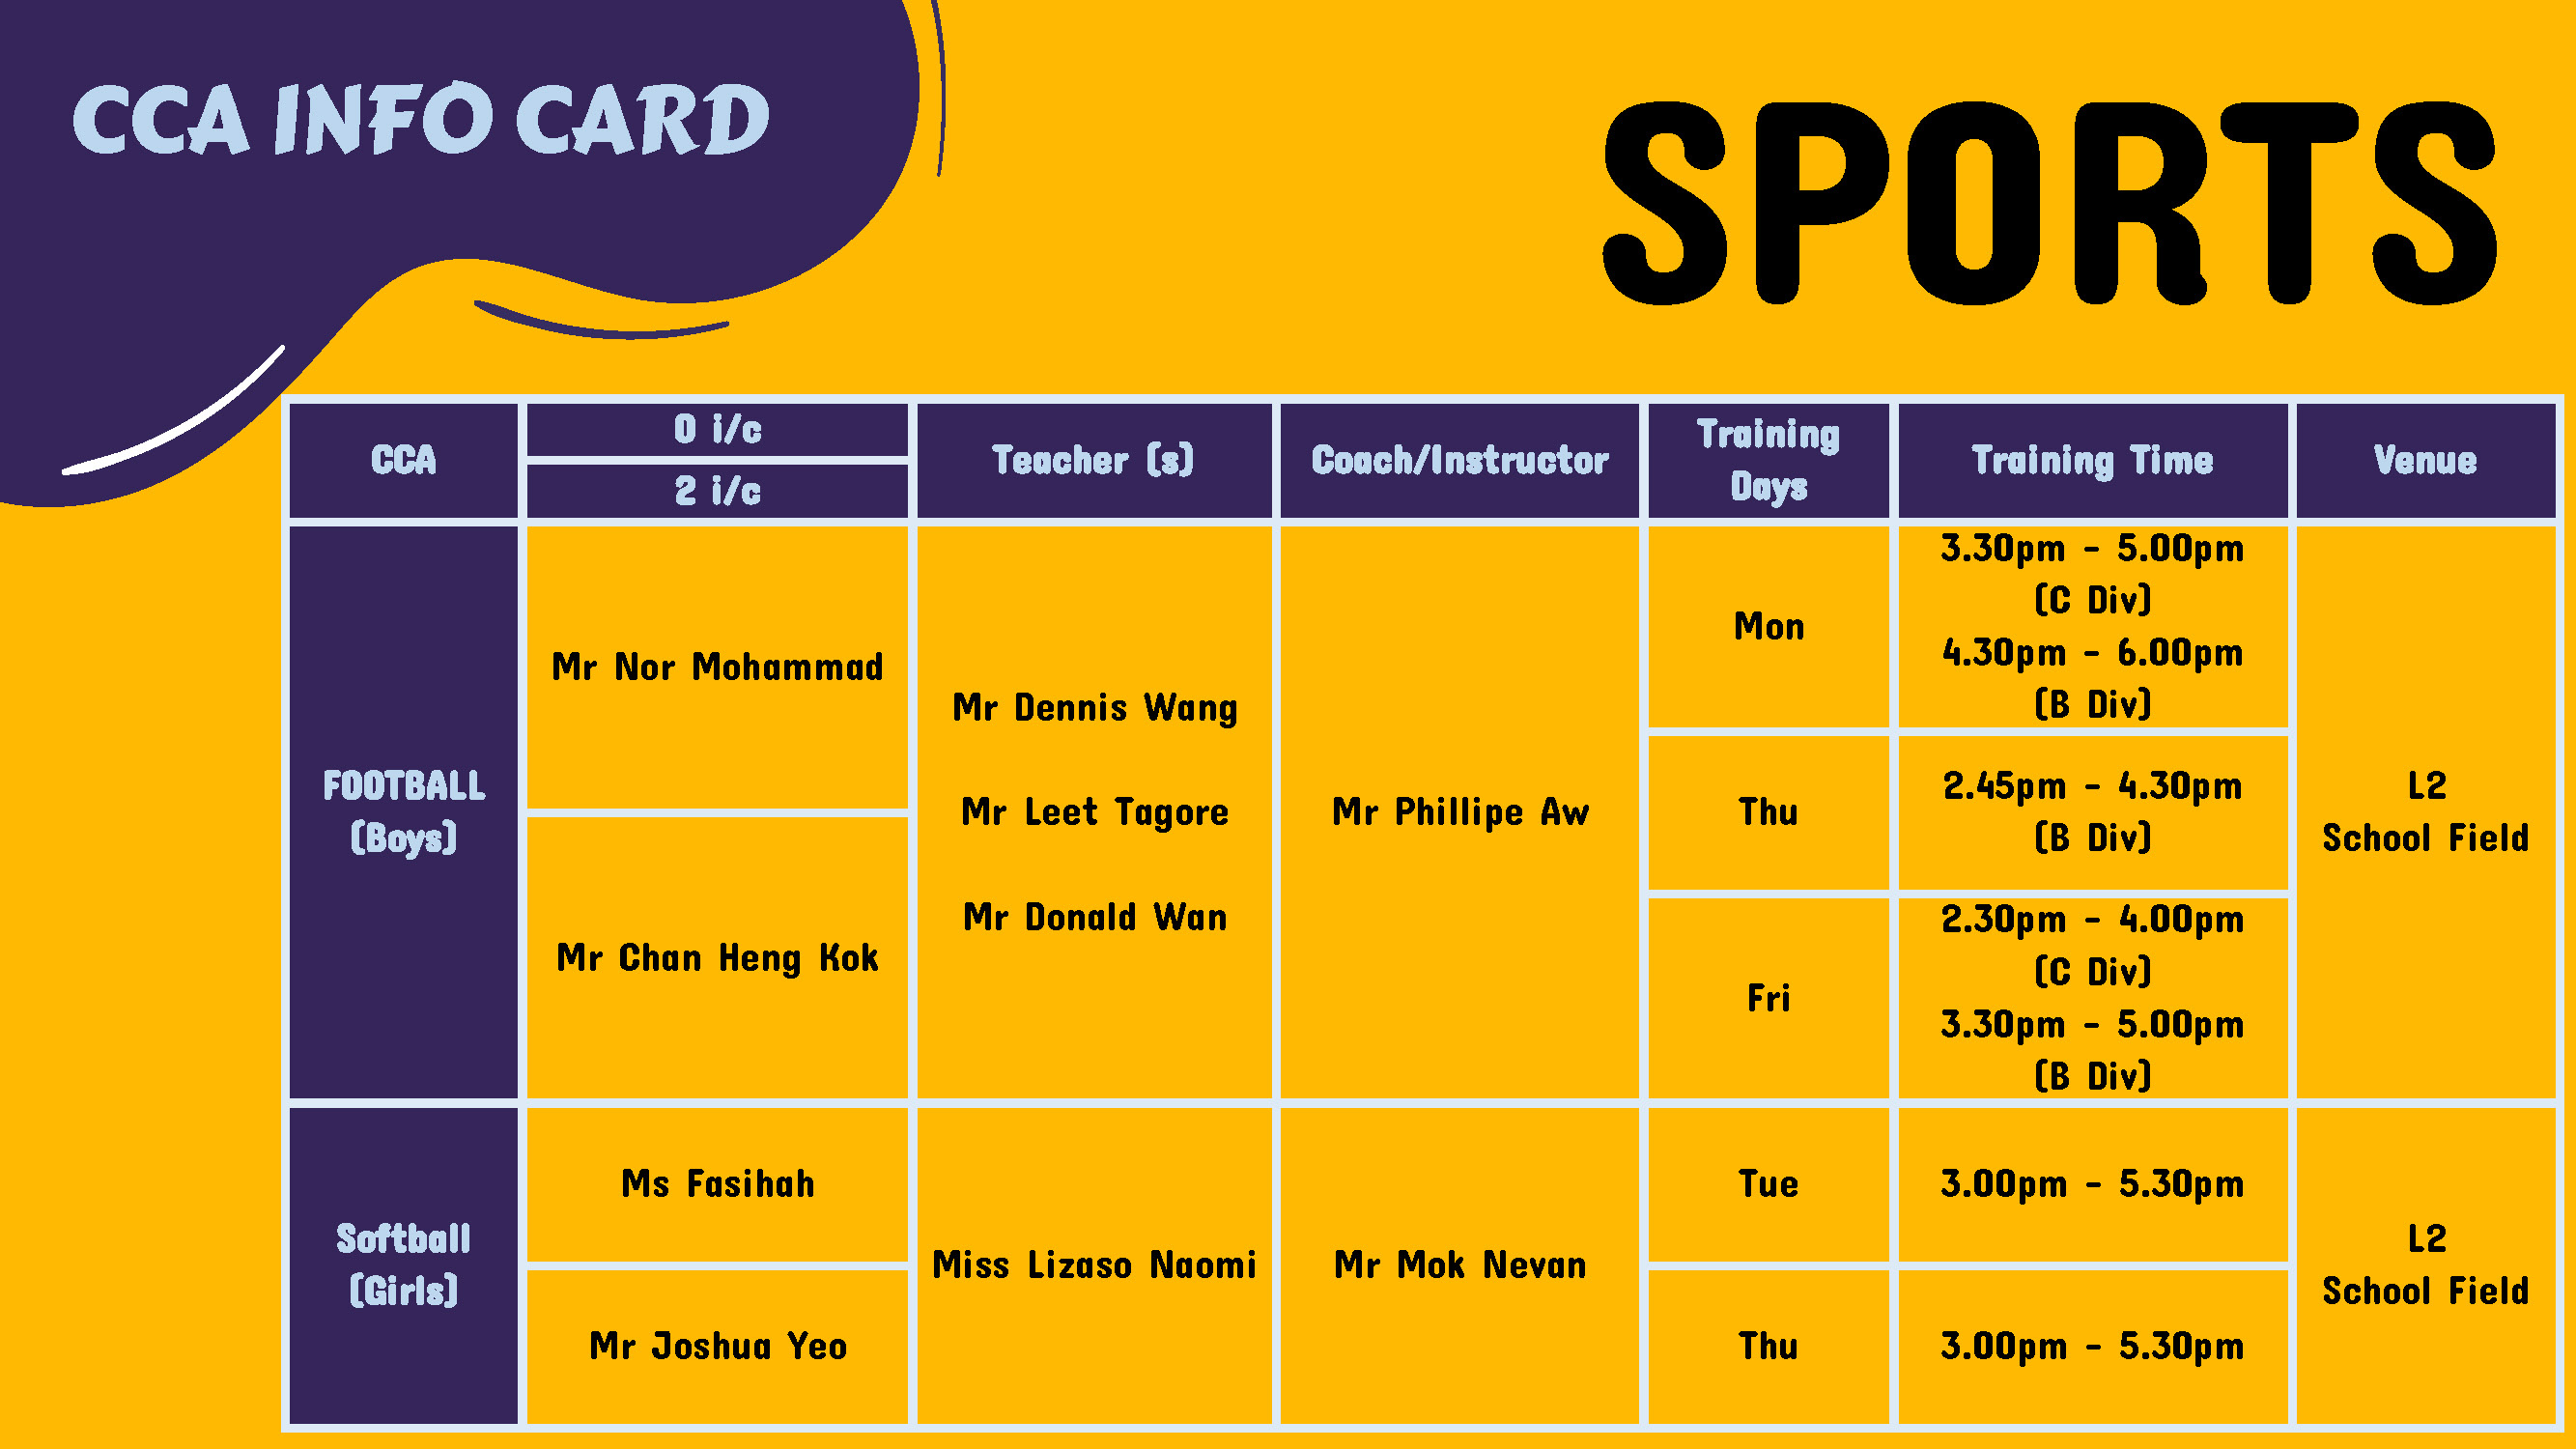 CCA INFO CARD
SPORTS
CCA
0 i/c
2 i/c
Teacher (s)
Coach/Instructor
Training
Days
Training Time
Venue
FOOTBALL
(Boys)
Mr Nor Mohammad
Mr Chan Heng Kok
Mr Dennis Wang
Mr Leet Tagore
Mr Donald Wan
Mr Phillipe Aw
Mon
3.30pm - 5.00pm
(C Div)
4.30pm - 6.00pm
(B Div)
Thu
2.45pm - 4.30pm
(B Div)
Fri
2.30pm - 4.00pm
(C Div)
3.30pm - 5.00pm
(B Div)
L2
School Field
Softball
(Girls)
Ms Fasihah
Mr Joshua Yeo
Miss Lizaso Naomi
Mr Mok Nevan
Tue
3.00pm - 5.30pm
Thu
3.00pm - 5.30pm
L2
School Field